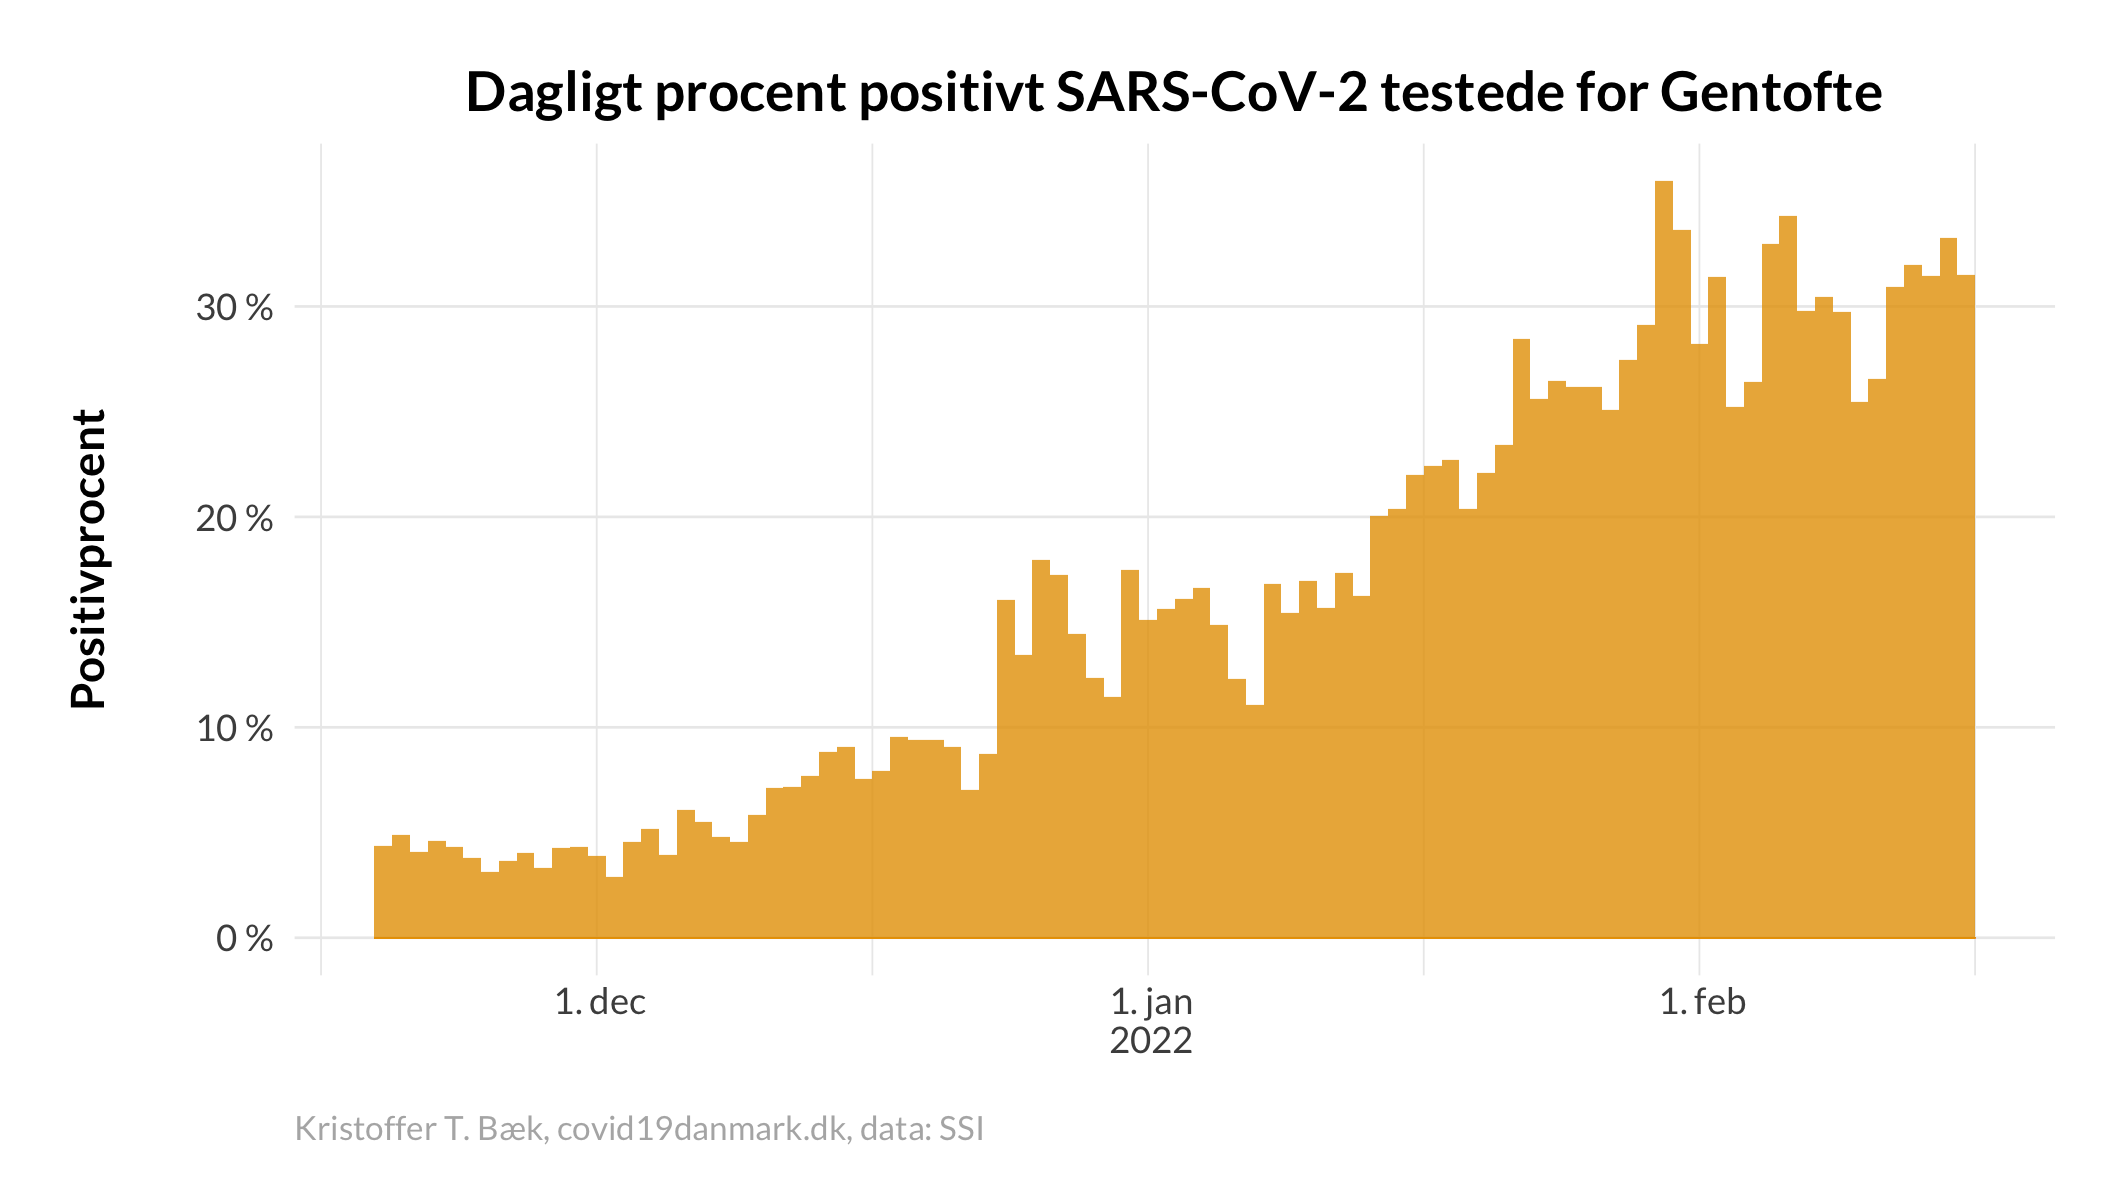 Dagligt procent positivt SARS-CoV-2 testede for Gentofte
Positivprocent
30 %
20 %
10 %
0 %
1. dec
1. jan
2022
1. feb
Kristoffer T. Bæk, covid19danmark.dk, data: SSI